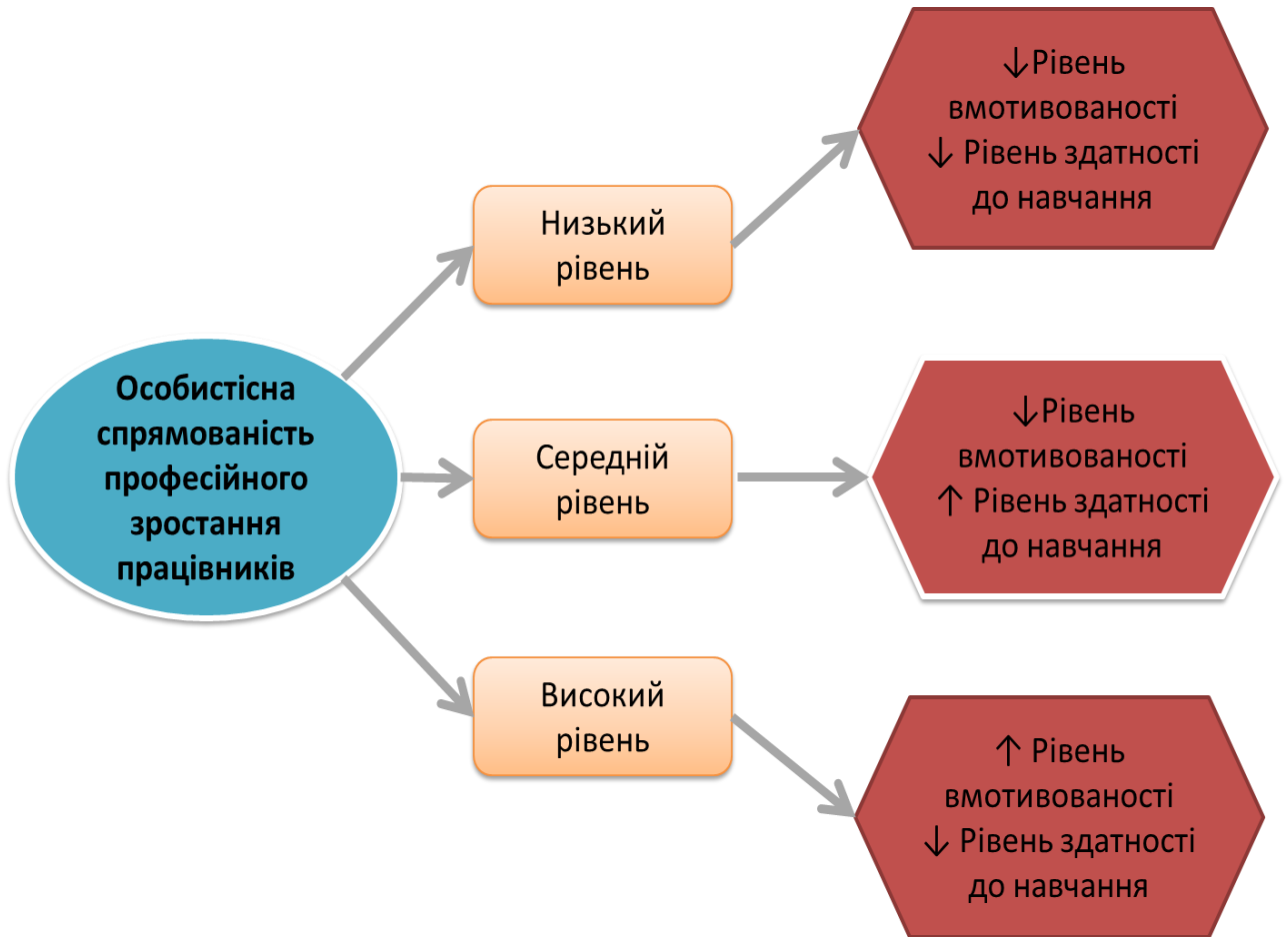 Особистісна
спрямованість
професійного
зростання
працівників
Низький
рівень
Середній
рівень
Високий
рівень
↓Рівень
вмотивованості
↓ Рівень здатності
до навчання
↓Рівень
вмотивованості
↑ Рівень здатності
до навчання
↑ Рівень
вмотивованості
↓ Рівень здатності
до навчання